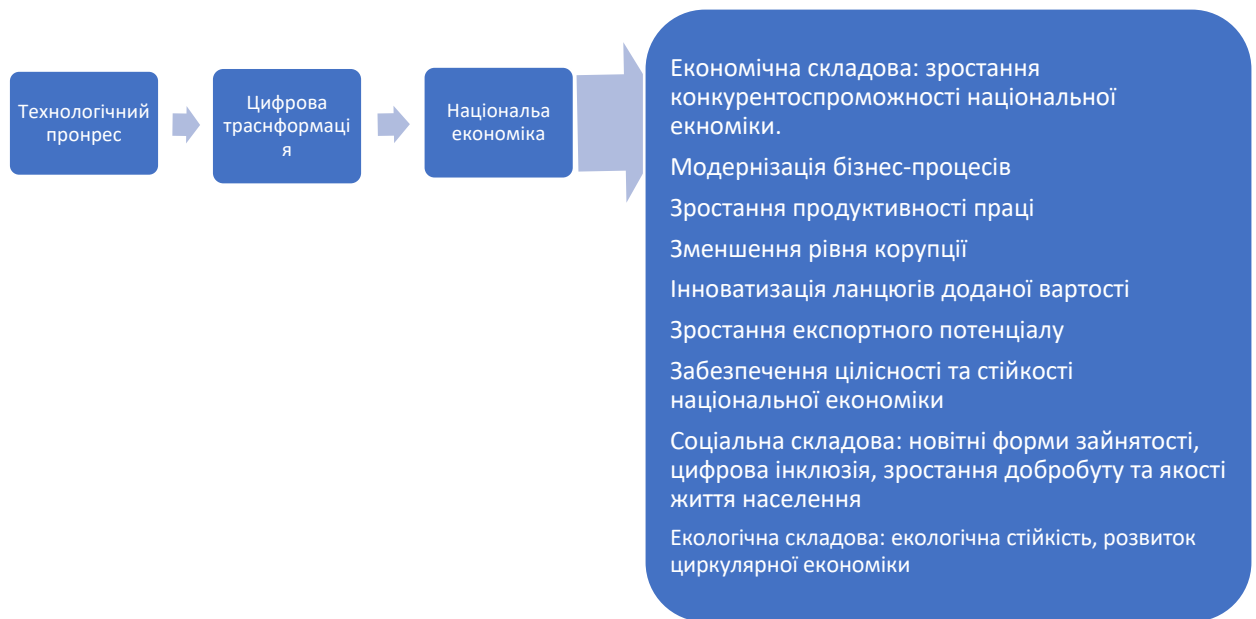 Технологічний
пронрес
Цифрова
траснформаці
я
Національа
економіка
Економічна складова: зростання
конкурентоспроможності національної
екноміки.
Модернізація бізнес-процесів
Зростання продуктивності праці
Зменшення рівня корупції
Інноватизація ланцюгів доданої вартості
Зростання експортного потенціалу
Забезпечення цілісності та стійкості
національної економіки
Соціальна складова: новітні форми зайнятості,
цифрова інклюзія, зростання добробуту та якості
життя населення
Екологічна складова: екологічна стійкість, розвиток
циркулярної економіки